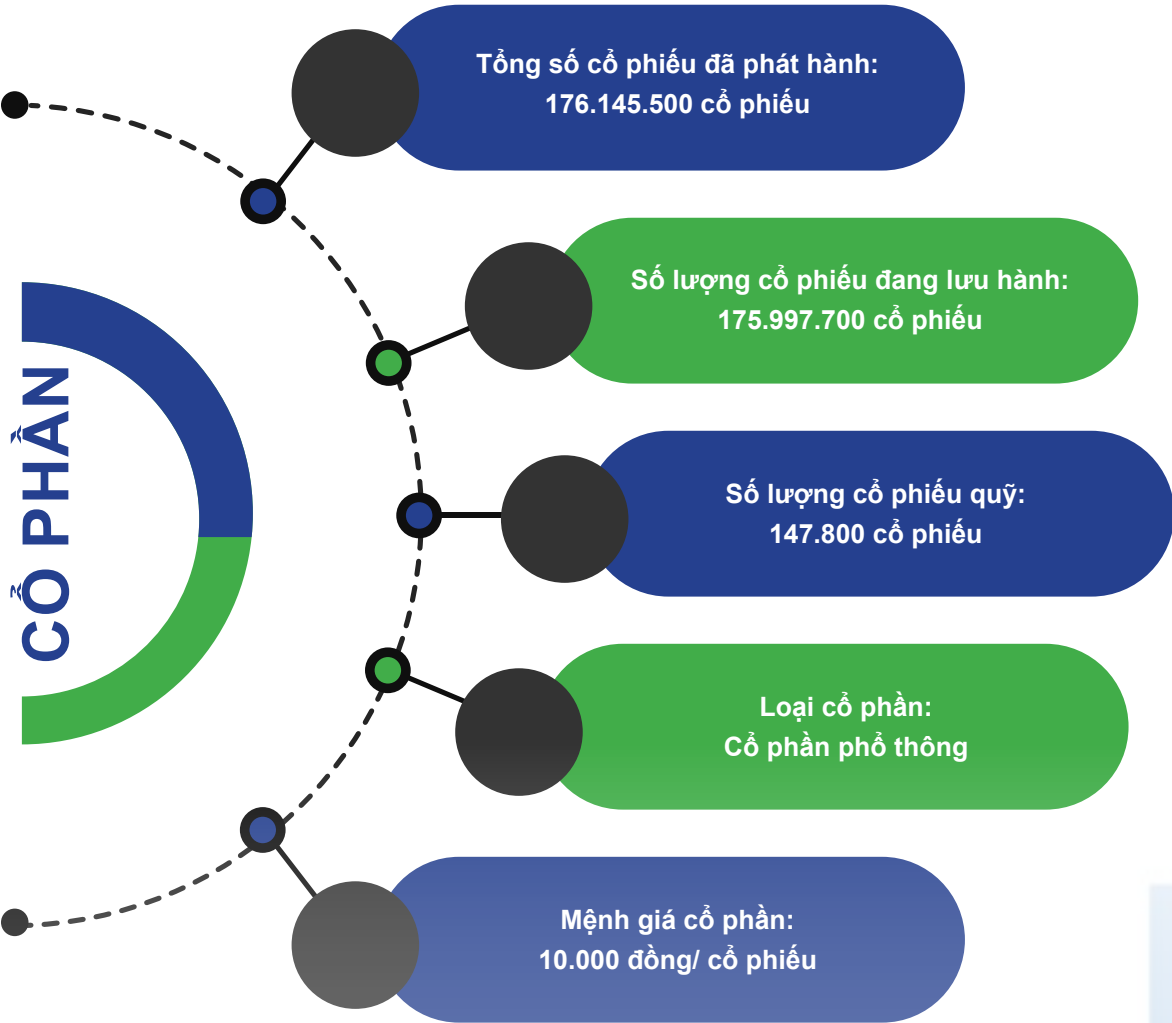 CỔ PHẦN
Tổng số cổ phiếu đã phát hành:
176.145.500 cổ phiếu
Số lượng cổ phiếu đang lưu hành:
175.997.700 cổ phiếu
Số lượng cổ phiếu quỹ:
147.800 cổ phiếu
Loại cổ phần:
Cổ phần phổ thông
Mệnh giá cổ phần:
10.000 đồng/ cổ phiếu